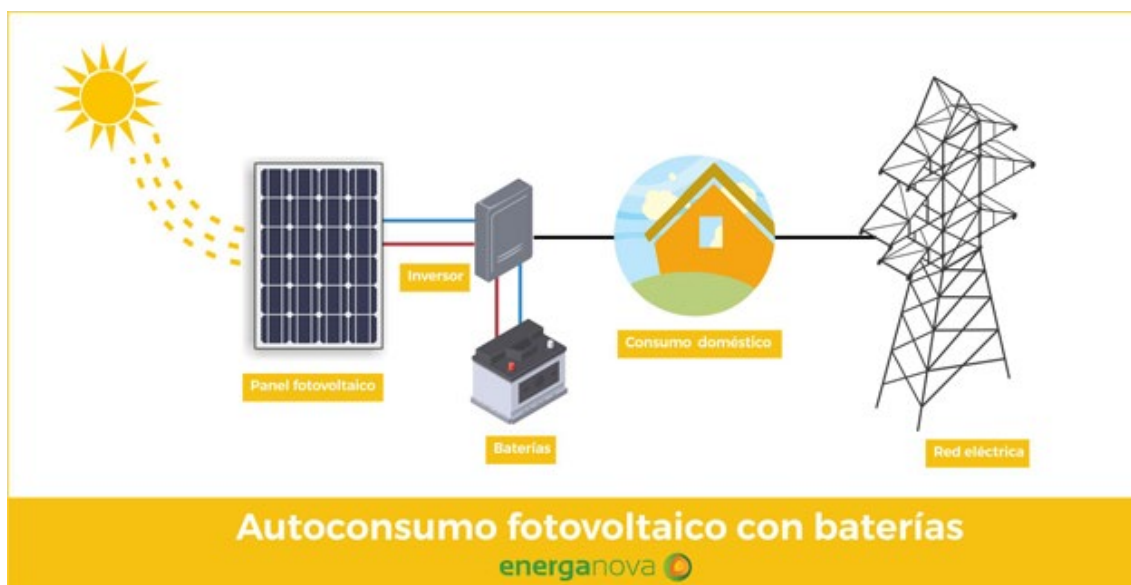 Inversor
Consumo doméstico
Panel fotovoltaico
Baterías
Red eléctrica
Autoconsumo fotovoltaico con baterías
energanova